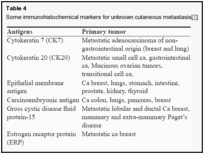 Table 4
Some immunohistochemical markers for unknown cutaneous metastasis[7]
Antigens Primary tumor
Cytokeratin 7 (CK7) Metastatic adenocarcinoma of non-
gastrointestinal origin (breast and lung)
Cytokeratin 20 (CK20) Metastatic small cell ca, gastrointestinal
ca, Mucinous ovarian tumors,
transitional cell ca,
Epithelial membrane Ca breast, lungs, stomach, intestine,
antigen prostate, kidney, thyroid
Carcinoembryonic antigen Ca colon, lungs, pancreas, breast
Gross cystic disease fluid Metastatic lobular and ductal Ca breast,
protein-15 mammary and extra-mammary Paget's
disease
Estrogen receptor protein Metastatic ca breast
(ERP)